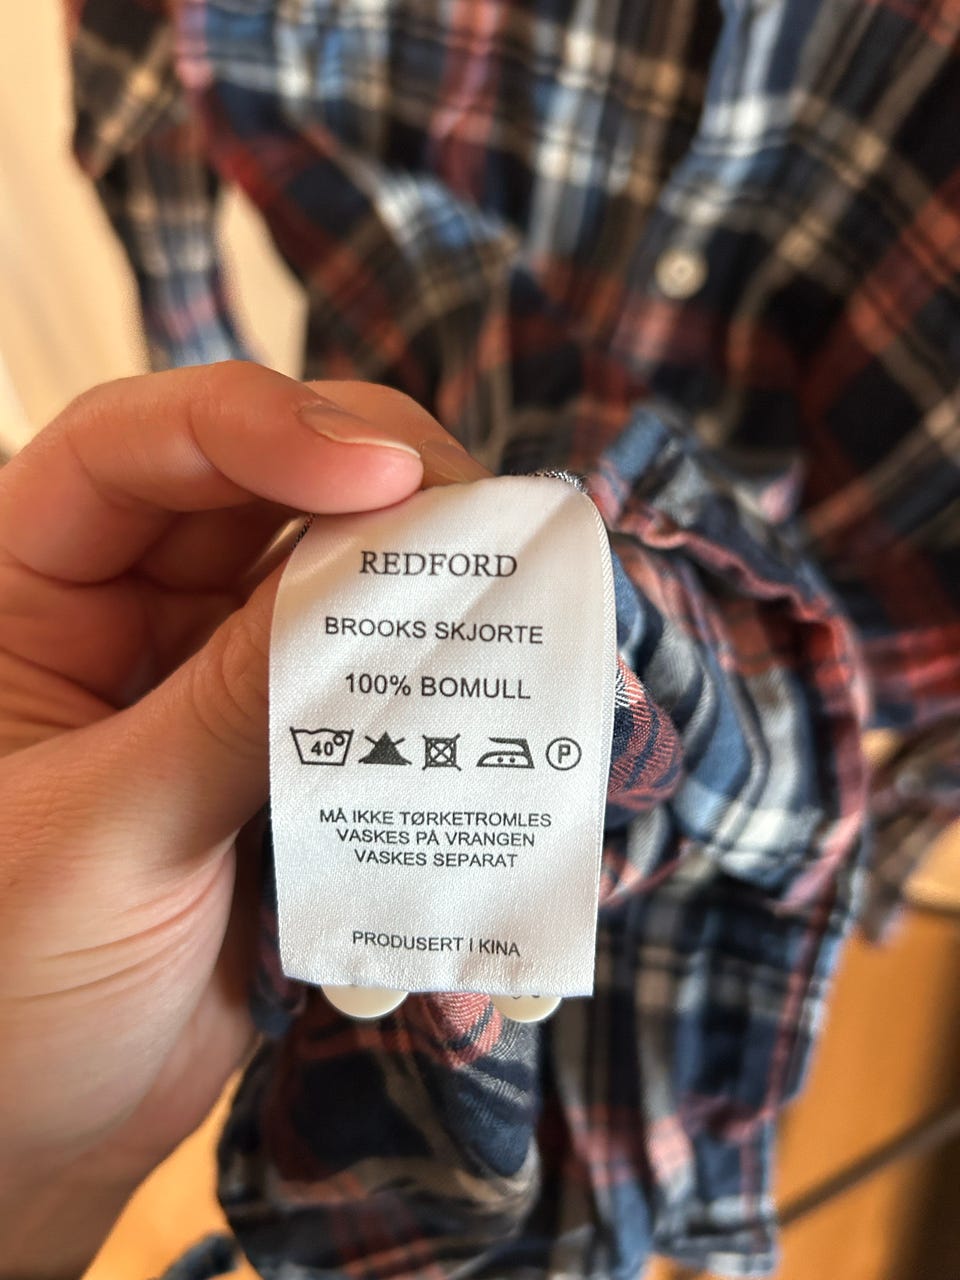 REDFORD
BROOKS SKJORTE
100% BOMULL
40° P
MÅ IKKE TØRKETROMLES
VASKES PÅ VRANGEN
VASKES SEPARAT
PRODUSERT I KINA